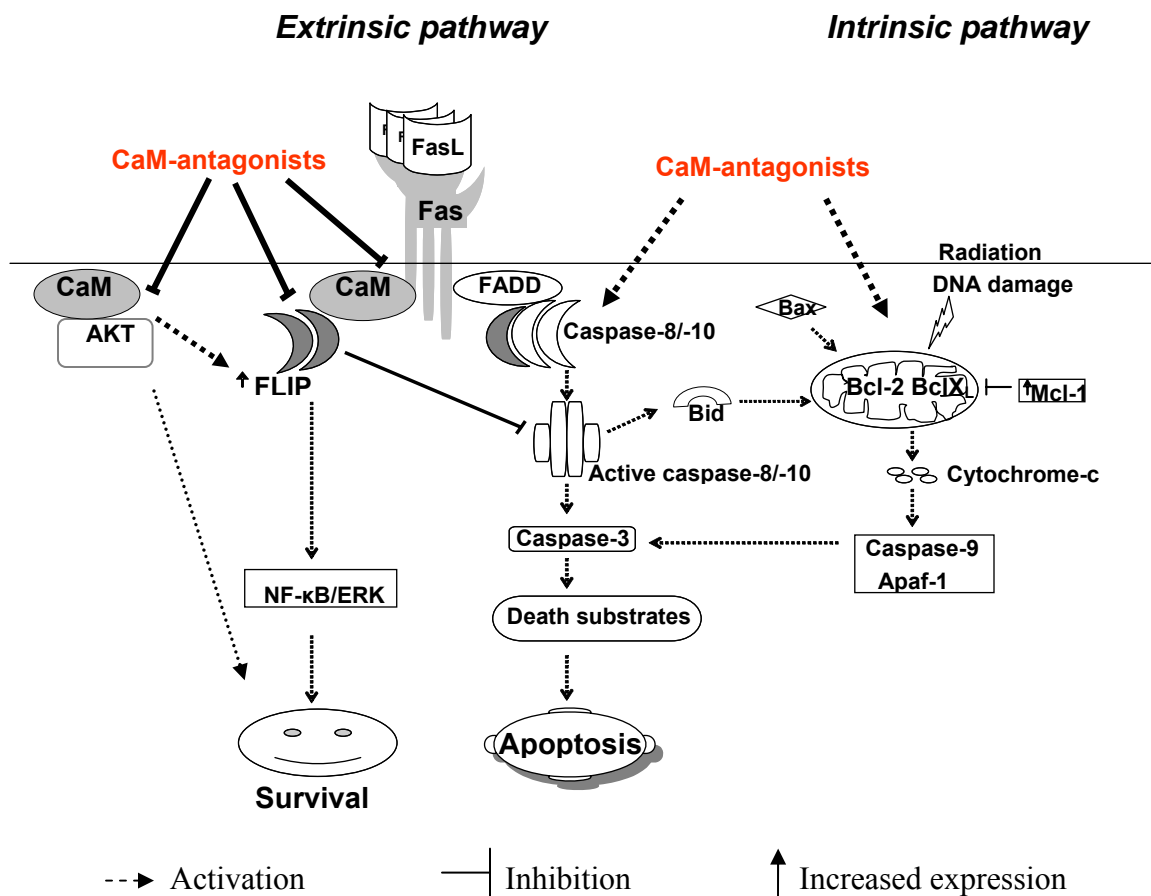 Extrinsic pathway
Intrinsic pathway
F
F
FasL
CaM-antagonists
CaM-antagonists
Fas
Radiation
DNA damage
CaM
CaM
FADD
AKT
Caspase-8/-10
Bax
FLIP
Bcl-2 BclXL
Mcl-1
Bid
Active caspase-8/-10
Cytochrome-c
Caspase-3
Caspase-9
Apaf-1
NF-κB/ERK
Death substrates
Apoptosis
Survival
Activation
Inhibition
Increased expression